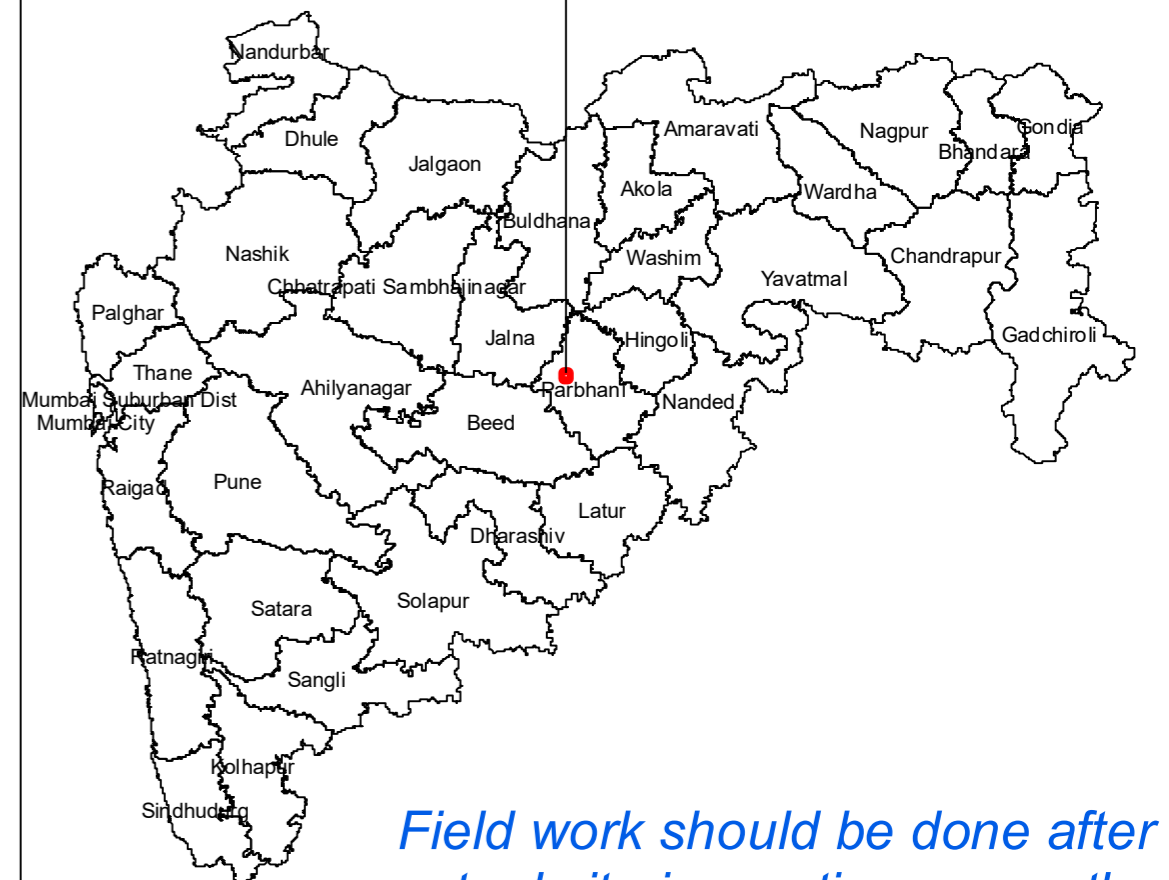 Nandurbar
Dhule
Jalgaon
Amaravati
Nagpur
Gondia
Bhandara
Akola
Wardha
Buldhana
Nashik
Washim
Chandrapur
Yavatmal
Chhatrapati Sambhajinagar
Palghar
Jalna
Hingoli
Gadchiroli
Thane
Ahilyanagar
Parbhani
Mumbai Suburban Dist
Nanded
Mumbai City
Beed
Raigad
Pune
Latur
Dharashiv
Solapur
Satara
Ratnagiri
Sangli
Kolhapur
Sindhudurg
Field work should be done after